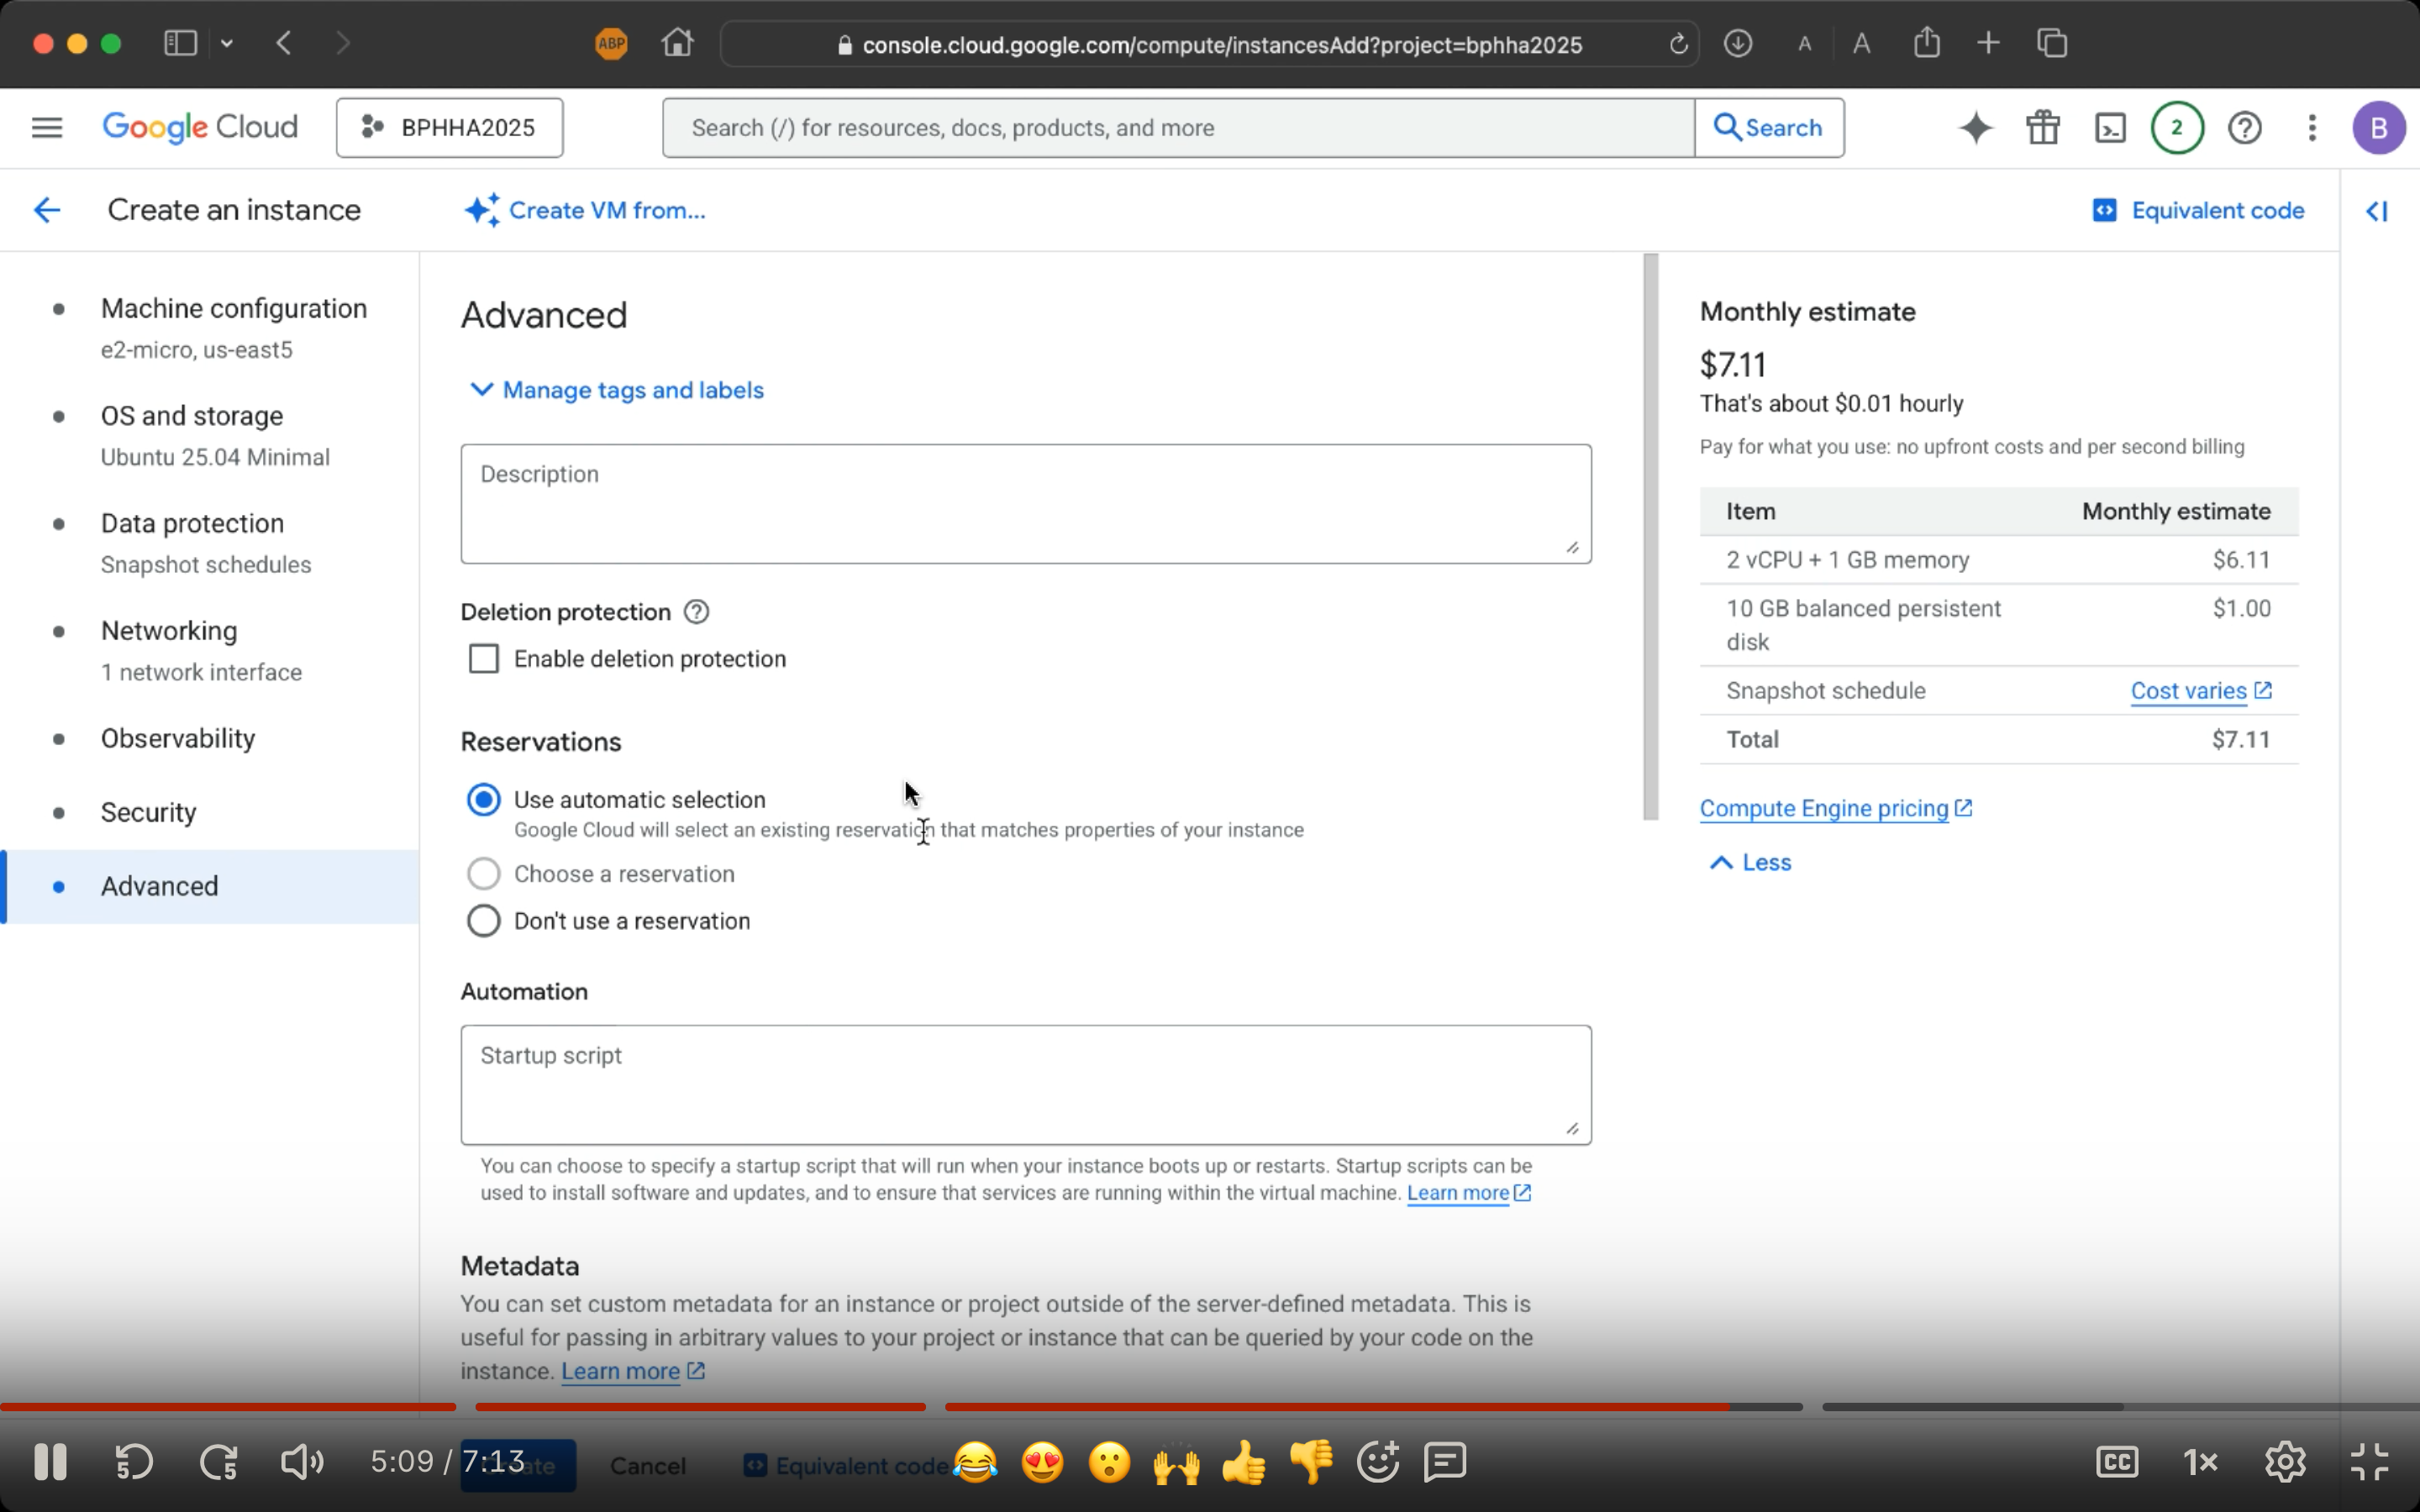 ABP
console.cloud.google.com/compute/instancesAdd?project=bphha2025
A
A
Google Cloud
BPHHA2025
Search (/) for resources, docs, products, and more
Search
2
B
Create an instance
Create VM from...
Equivalent code
Machine configuration
e2-micro, us-east5
OS and storage
Ubuntu 25.04 Minimal
Data protection
Snapshot schedules
Networking
1 network interface
Observability
Security
Advanced
Advanced
Manage tags and labels
Description
Deletion protection
Enable deletion protection
Reservations
Use automatic selection
Google Cloud will select an existing reservation that matches properties of your instance
Choose a reservation
Don't use a reservation
Automation
Startup script
You can choose to specify a startup script that will run when your instance boots up or restarts. Startup scripts can be
used to install software and updates, and to ensure that services are running within the virtual machine. Learn more
Metadata
You can set custom metadata for an instance or project outside of the server-defined metadata. This is
useful for passing in arbitrary values to your project or instance that can be queried by your code on the
instance. Learn more
Monthly estimate
$7.11
That's about $0.01 hourly
Pay for what you use: no upfront costs and per second billing
Item Monthly estimate
2 vCPU + 1 GB memory $6.11
10 GB balanced persistent $1.00
disk
Snapshot schedule Cost varies
Total $7.11
Compute Engine pricing
Less
5
5
5:09 / 7:13
Cancel
Equivalent code
CC
1×